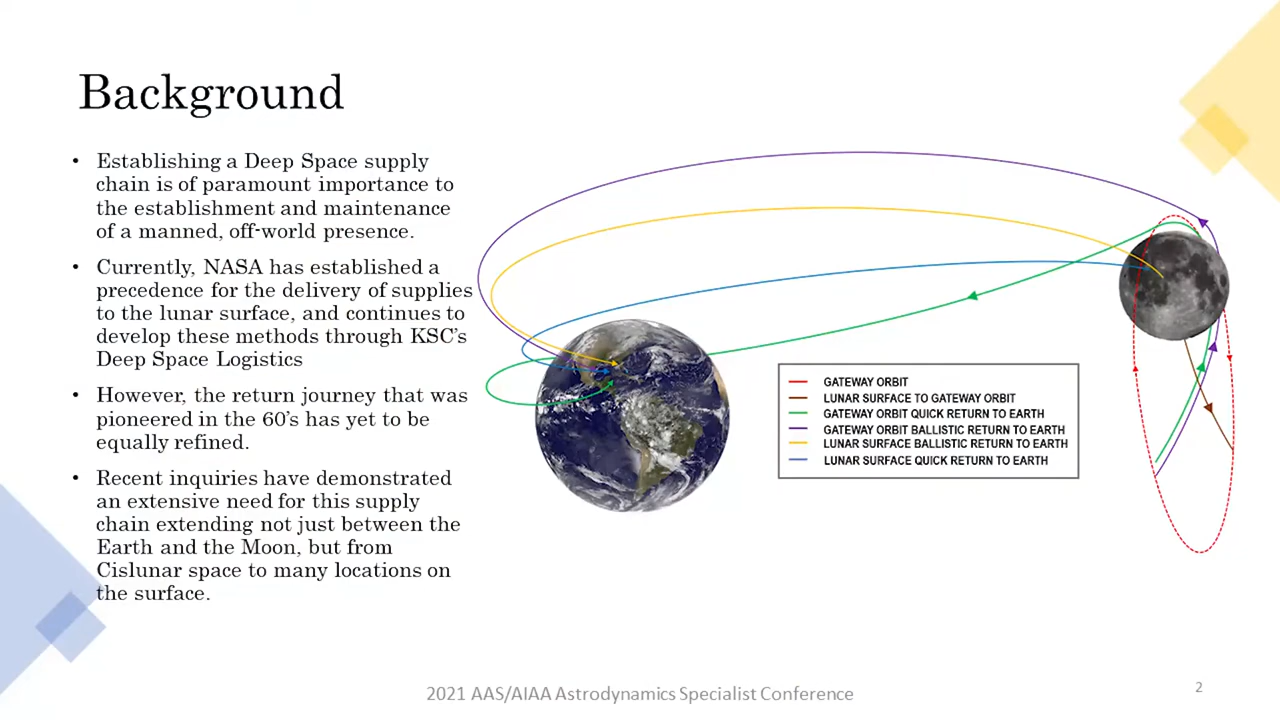 Background
• Establishing a Deep Space supply
chain is of paramount importance to
the establishment and maintenance
of a manned, off-world presence.
• Currently, NASA has established a
precedence for the delivery of supplies
to the lunar surface, and continues to
develop these methods through KSC's
Deep Space Logistics
• However, the return journey that was
pioneered in the 60's has yet to be
equally refined.
• Recent inquiries have demonstrated
an extensive need for this supply
chain extending not just between the
Earth and the Moon, but from
Cislunar space to many locations on
the surface.
GATEWAY ORBIT
LUNAR SURFACE TO GATEWAY ORBIT
GATEWAY ORBIT QUICK RETURN TO EARTH
GATEWAY ORBIT BALLISTIC RETURN TO EARTH
LUNAR SURFACE BALLISTIC RETURN TO EARTH
LUNAR SURFACE QUICK RETURN TO EARTH
2021 AAS/AIAA Astrodynamics Specialist Conference
2